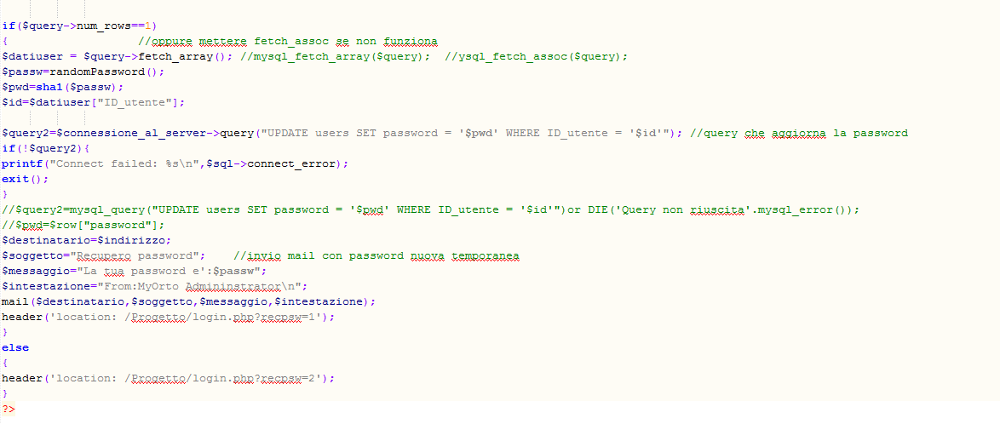 if($query->num_rows==1)
{ //oppure mettere fetch_assoc se non funziona
$datiuser = $query->fetch_array(); //mysql_fetch_array($query); //ysql_fetch_assoc($query);
$passw=randomPassword();
$pwd=sha1($passw);
$id=$datiuser["ID_utente"];
$query2=$connessione_al_server->query("UPDATE users SET password = '$pwd' WHERE ID_utente = '$id'"); //query che aggiorna la password
if(!$query2){
printf("Connect failed: %s\n",$sql->connect_error);
exit();
}
//$query2=mysql_query("UPDATE users SET password = '$pwd' WHERE ID_utente = '$id'")or DIE('Query non riuscita'.mysql_error());
//$pwd=$row["password"];
$destinatario=$indirizzo;
$soggetto="Recupero password"; //invio mail con password nuova temporanea
$messaggio="La tua password e':$passw";
$intestazione="From:MyOrto Admininstrator\n";
mail($destinatario,$soggetto,$messaggio,$intestazione);
header('location: /Progetto/login.php?recpsw=1');
}
else
{
header('location: /Progetto/login.php?recpsw=2');
}
?>